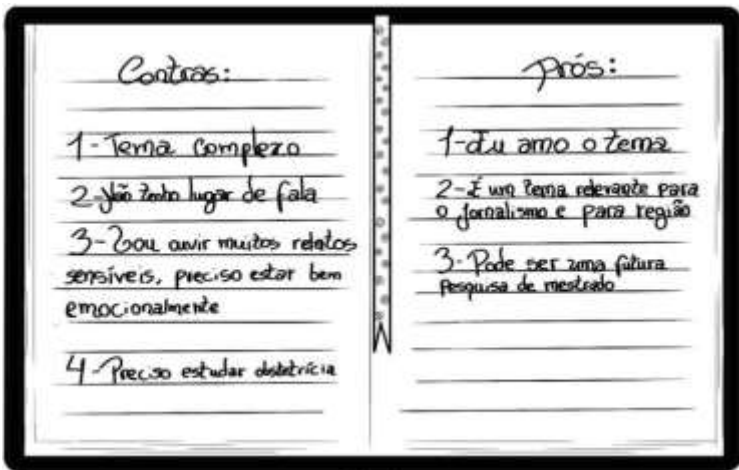 Contras:
1-Tema complexo
2-Não tenho lugar de fala
3-Vou ouvir muitos relatos
sensíveis, preciso estar bem
emocionalmente
4-Preciso estudar obstetrícia
Prós:
1-Eu amo o tema
2-É um tema relevante para
o jornalismo e para região
3-Pode ser uma futura
Pesquisa de mestrado